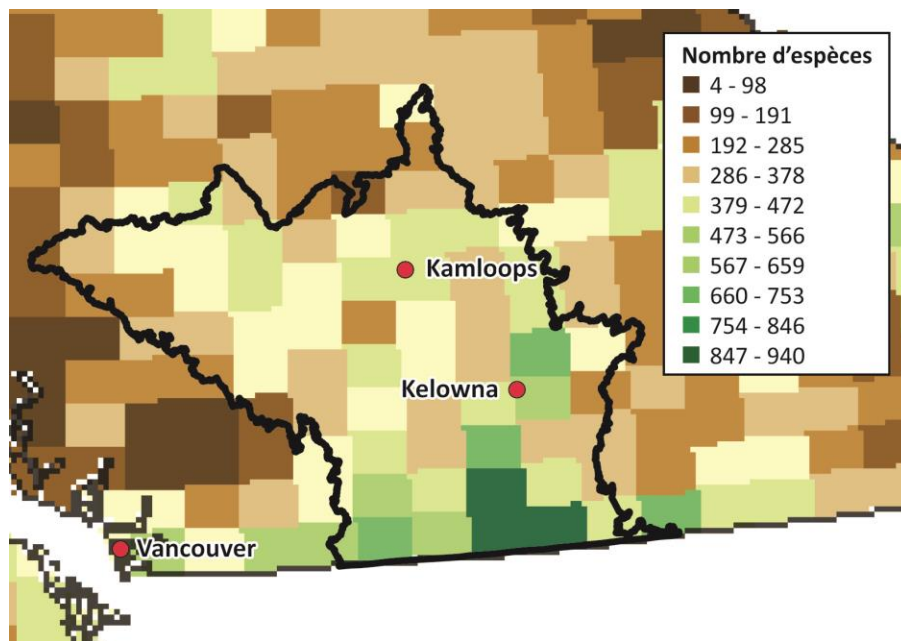 Nombre d'espèces
4 - 98
99 - 191
192 - 285
286 - 378
379 - 472
473 - 566
567 - 659
660 - 753
754 - 846
847 - 940
Kamloops
Kelowna
Vancouver